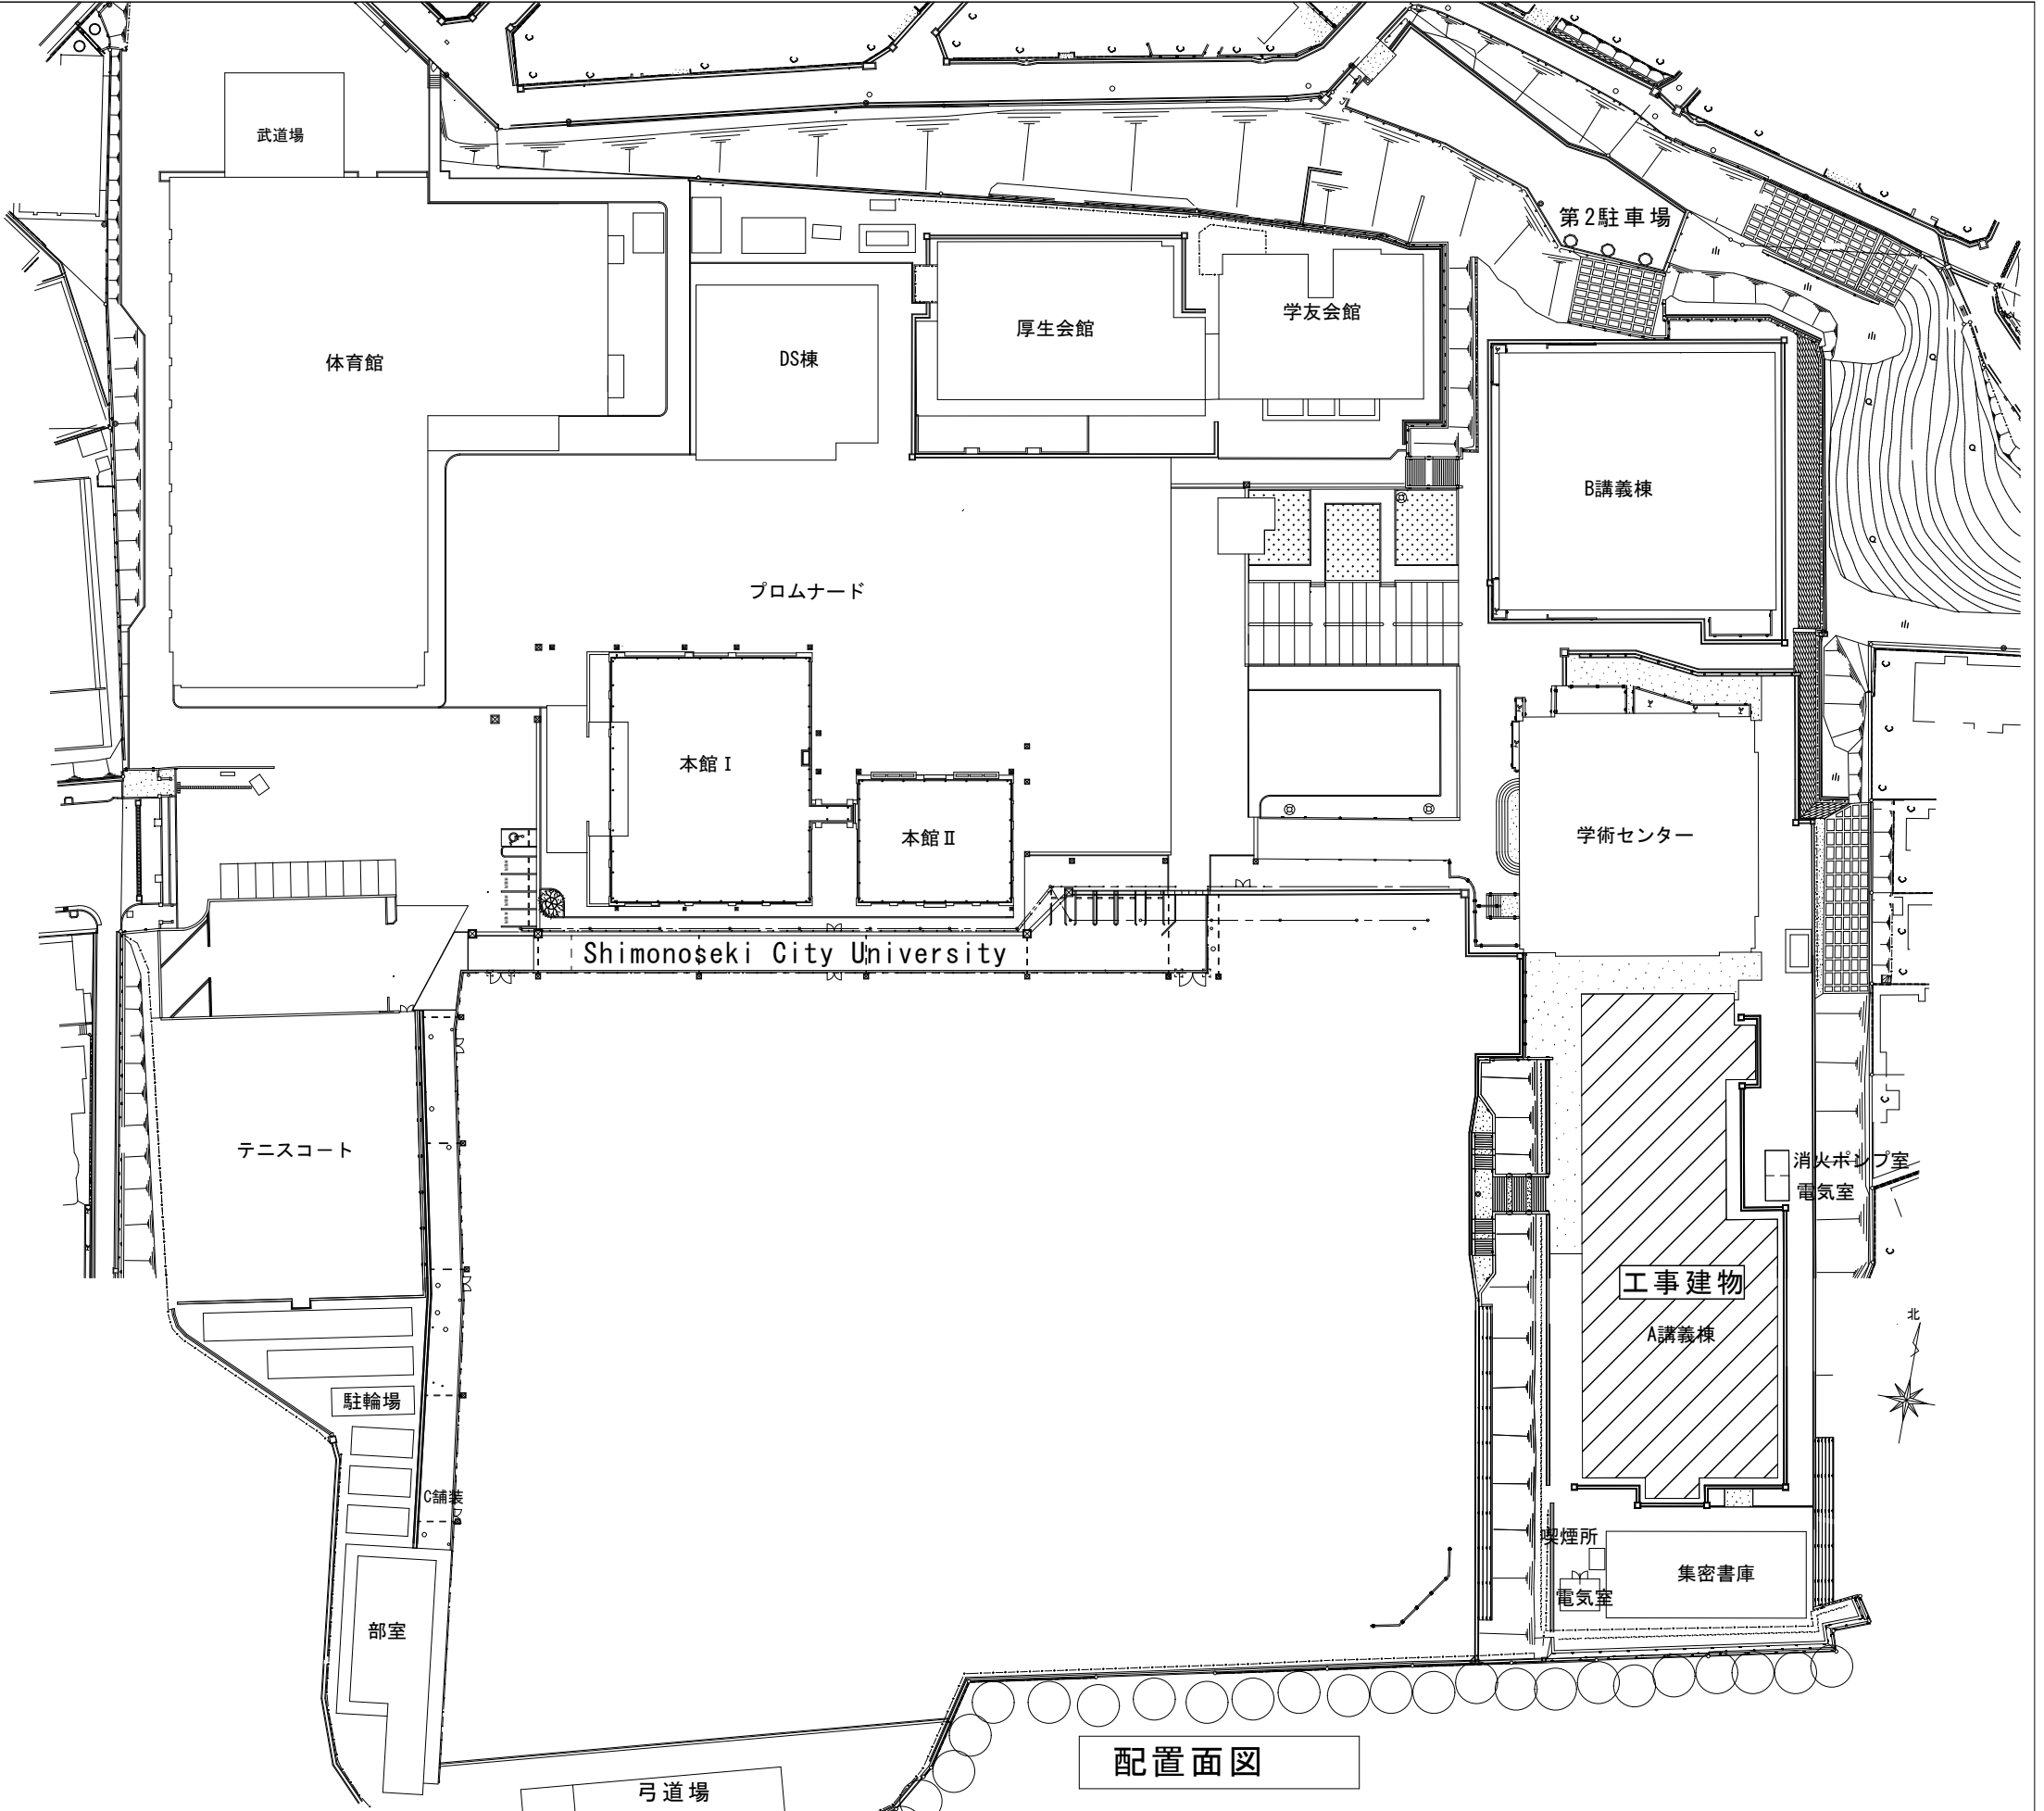 武道場
第2駐車場
学友会館
厚生会館
DS棟
体育館
B講義棟
プロムナード
本館Ⅰ
本館Ⅱ
学術センター
Shimonoseki City University
テニスコート
消火ポンプ室
電気室
工事建物
A講義棟
北
駐輪場
C舗装
喫煙所
集密書庫
電気室
部室
配置面図
弓道場